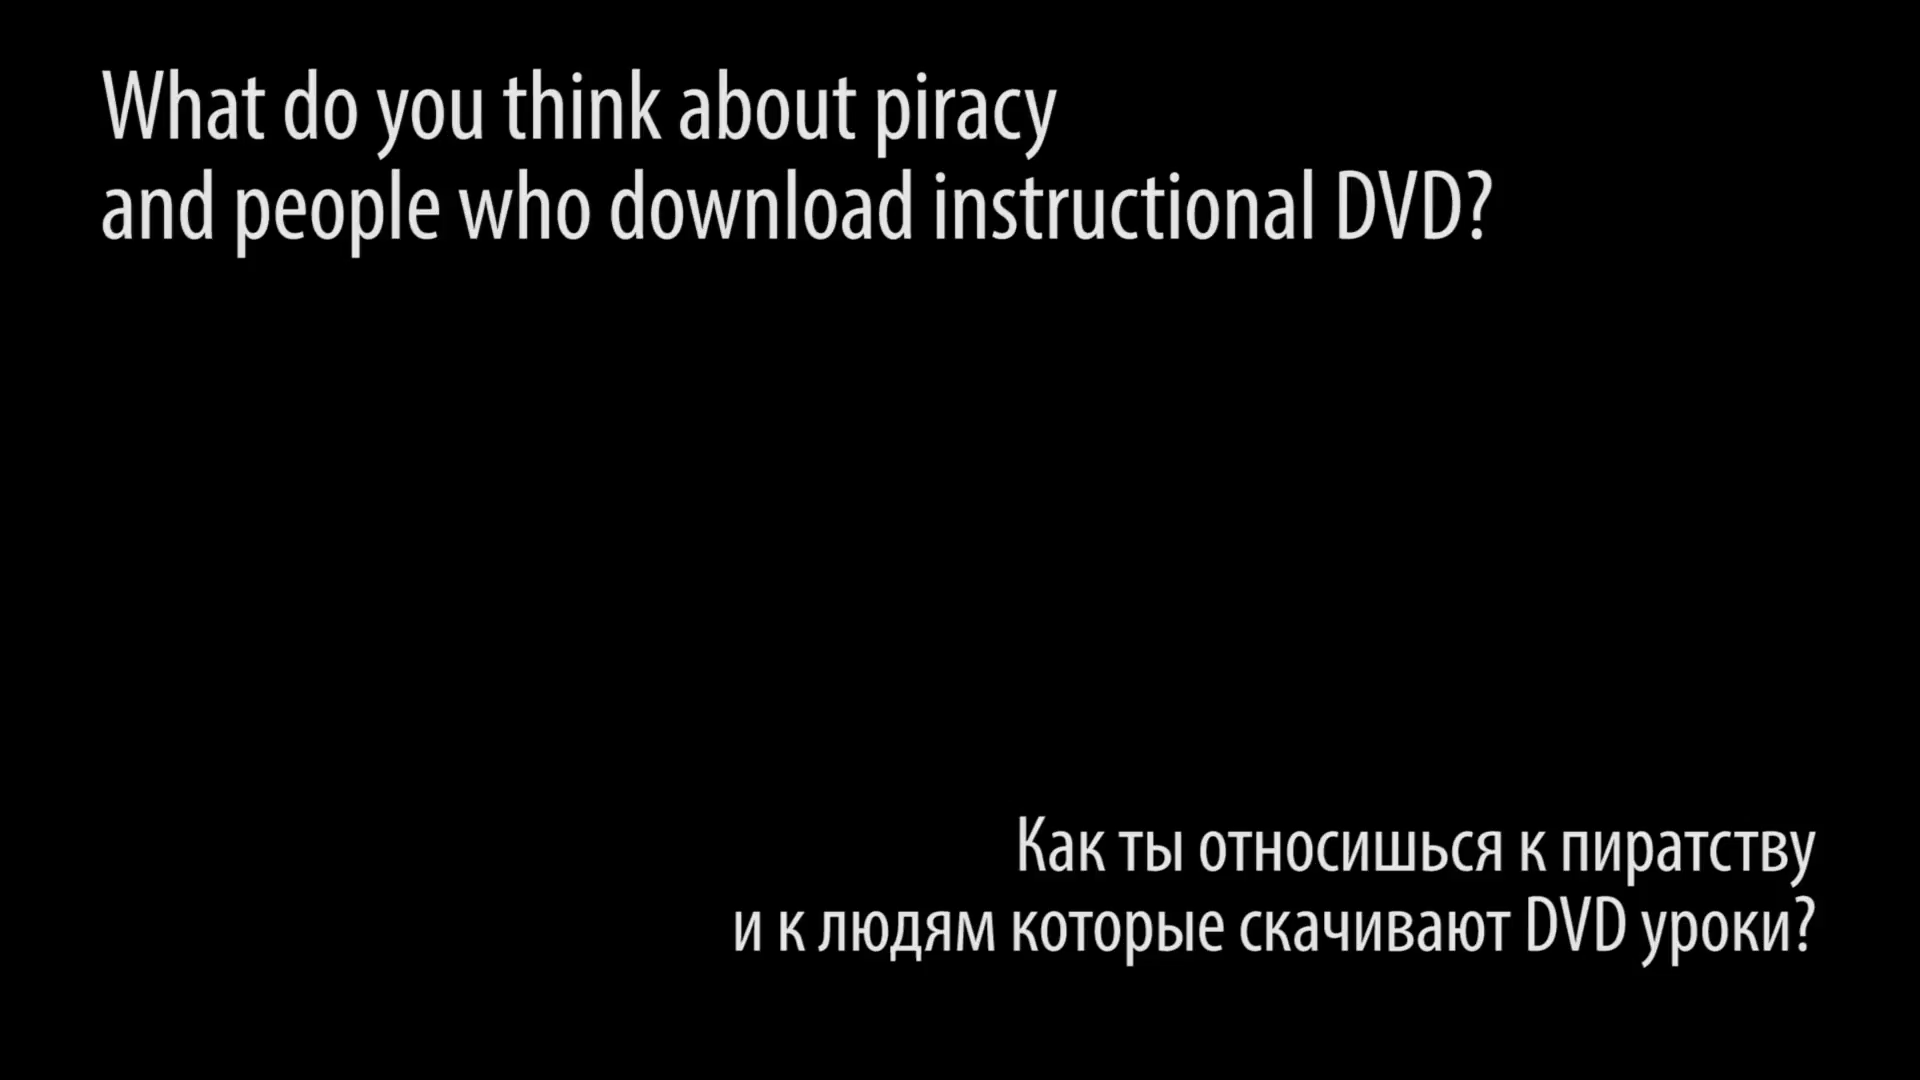 What do you think about piracy
and people who download instructional DVD?
Как ты относишься к пиратству
и к людям которые скачивают DVD уроки?